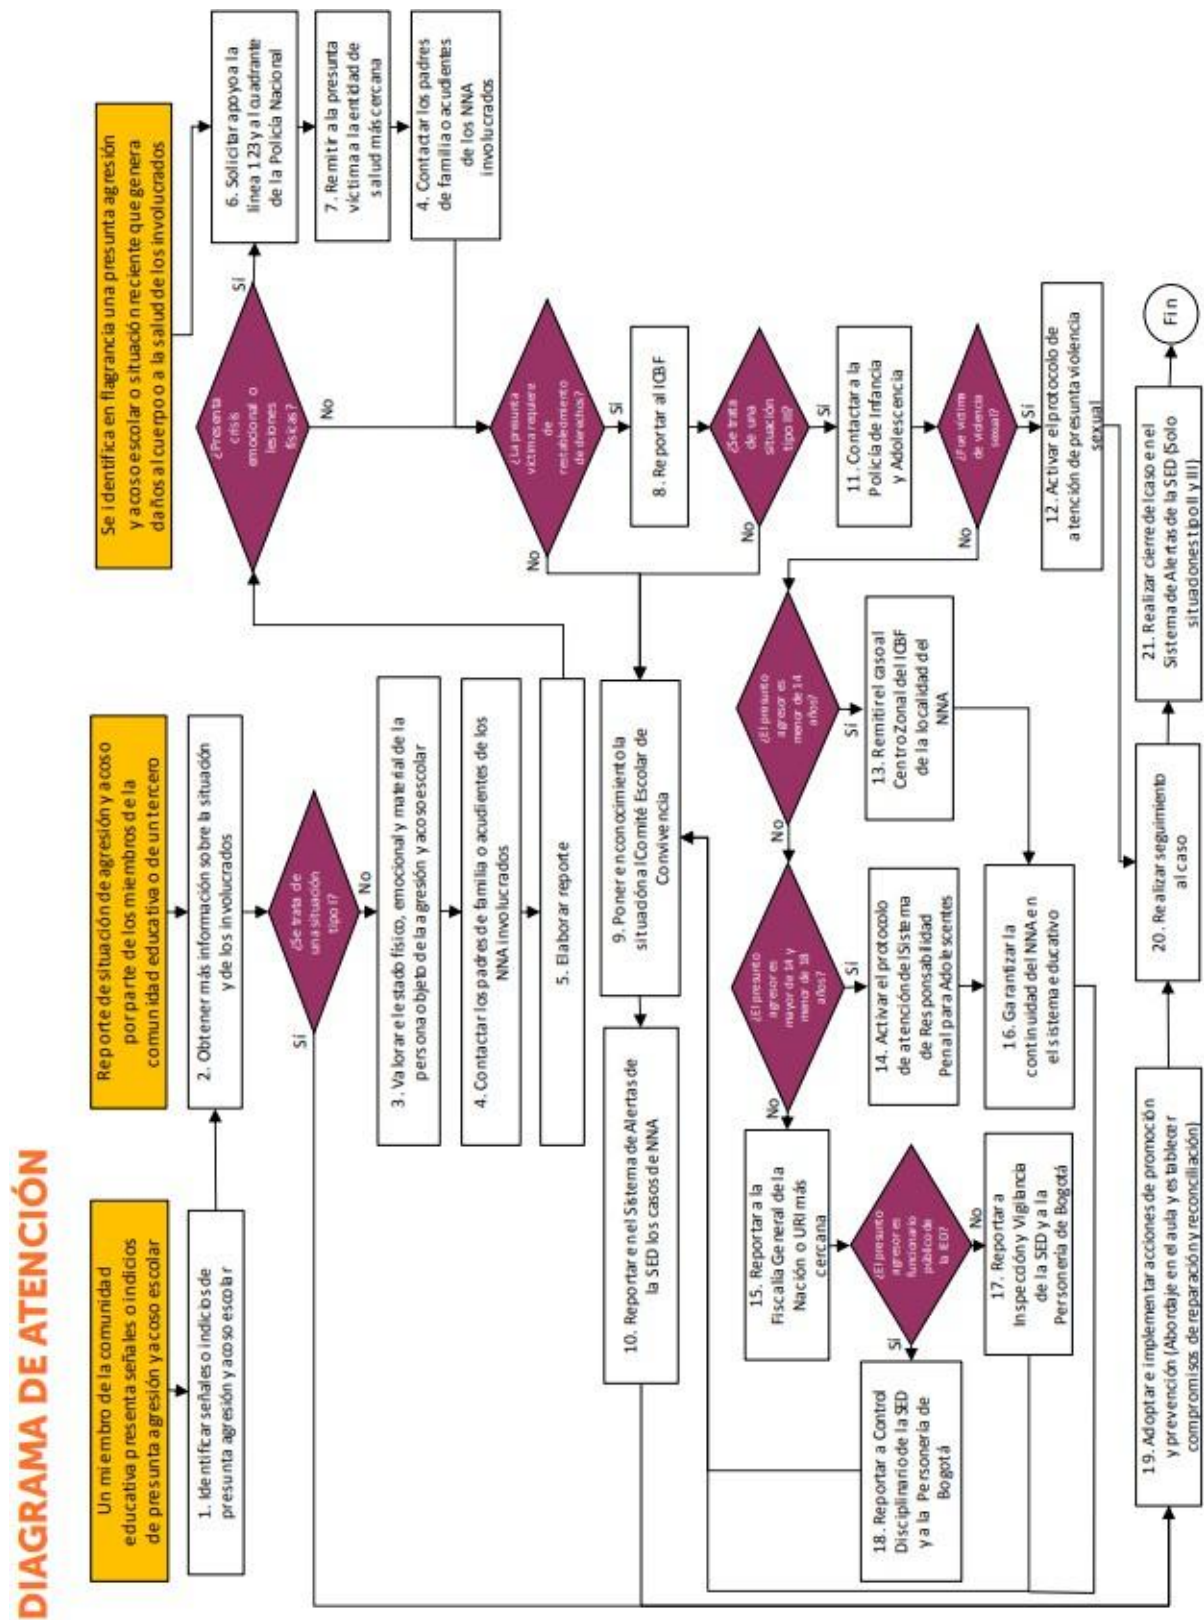 DIAGRAMA DE ATENCIÓN
Un miembro de la comunidad
educativa presenta señales o indicios
de presunta agresión y acoso escolar
Reporte de situación de agresión y acoso
por parte de los miembros de la
comunidad educativa o de un tercero
Se identifica en flagrancia una presunta agresión
y acoso escolar o situación reciente que genera
daños al cuerpo o a la salud de los involucrados
1. Identificar señales o indicios de
presunta agresión y acoso escolar
2. Obtener más información sobre la situación
y de los involucrados
¿Se trata de
una situación
tipo I?
Sí
No
3. Valorar el estado físico, emocional y material de la
persona objeto de la agresión y acoso escolar
4. Contactar los padres de familia o acudientes de los
NNA involucrados
5. Elaborar reporte
¿Presenta
crisis
emocional o
lesiones
físicas?
Sí
No
6. Solicitar apoyo a la
línea 123 y al cuadrante
de la Policía Nacional
7. Remitir a la presunta
víctima a la entidad de
salud más cercana
4. Contactar los padres
de familia o acudientes
de los NNA
involucrados
¿La presunta
víctima requiere
de
restablecimiento
de derechos?
Sí
No
8. Reportar al ICBF
¿Se trata
de una
situación
tipo III?
Sí
No
9. Poner en conocimiento la
situación al Comité Escolar de
Convivencia
10. Reportar en el Sistema de Alertas de
la SED los casos de NNA
11. Contactar a la
Policía de Infancia
y Adolescencia
¿Fue víctima
de violencia
sexual?
Sí
No
12. Activar el protocolo de
atención de presunta violencia
sexual
¿El presunto
agresor es
menor de 14
años?
Sí
No
13. Remitir el caso al
Centro Zonal del ICBF
de la localidad del
NNA
¿El presunto
agresor es
mayor de 14 y
menor de 18
años?
Sí
No
14. Activar el protocolo
de atención del Sistema
de Responsabilidad
Penal para Adolescentes
15. Reportar a la
Fiscalía General de la
Nación o URI más
cercana
16. Garantizar la
continuidad del NNA en
el sistema educativo
¿El presunto
agresor es
funcionario
público de
la IED?
Sí
No
17. Reportar a
Inspección y Vigilancia
de la SED y a la
Personería de Bogotá
18. Reportar a Control
Disciplinario de la SED
y a la Personería de
Bogotá
19. Adoptar e implementar acciones de promoción
y prevención (Abordaje en el aula y establecer
compromisos de reparación y reconciliación)
20. Realizar seguimiento
al caso
21. Realizar cierre del caso en el
Sistema de Alertas de la SED (Solo
situaciones tipo II y III)
Fin